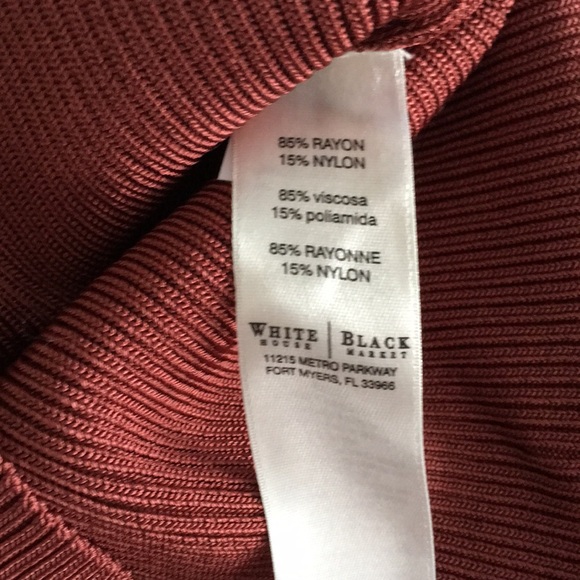 85% RAYON
15% NYLON
85% viscosa
15% poliamida
85% RAYONNE
15% NYLON
WHITE | BLACK
HOUSE | MARKET
11215 METRO PARKWAY
FORT MYERS, FL 33966